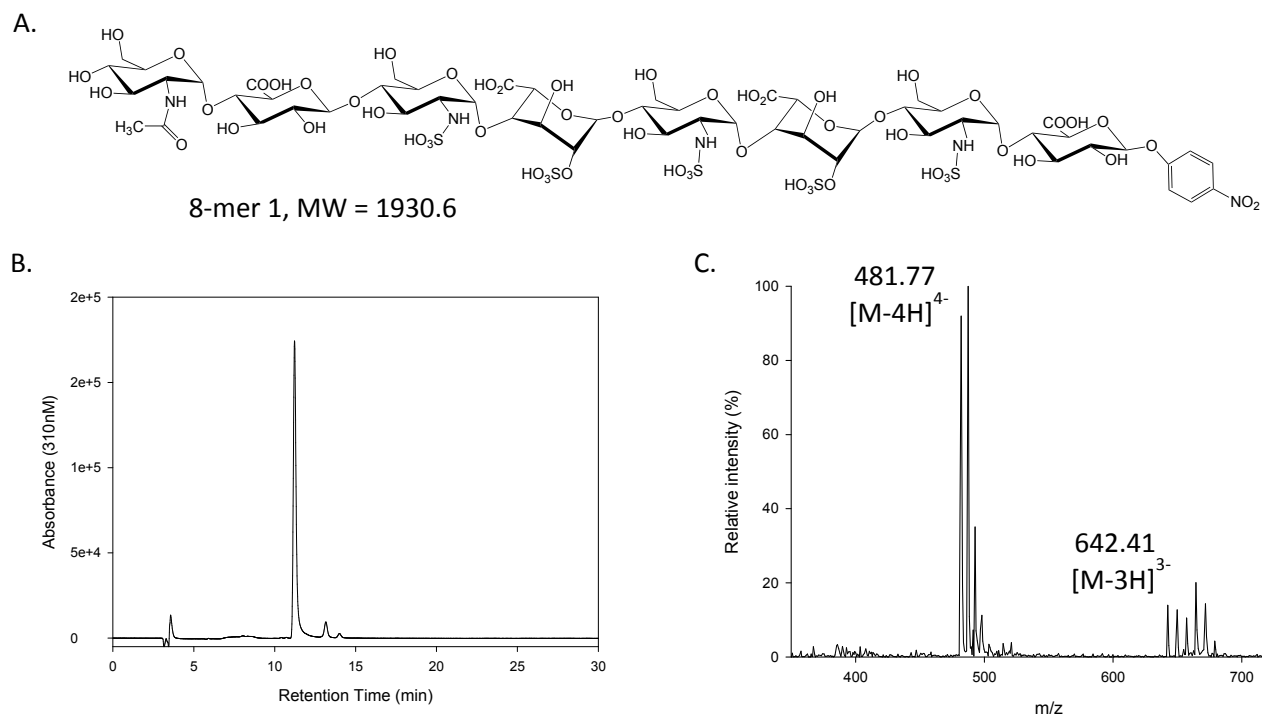 A.
HO
HO
HO
O
NH
H₃C
O
O
COOH
O
HO
OH
O
HO
HO
O
NH
HO₃S
O
HO₂C
OH
O
O
HO₃SO
HO
HO
O
NH
HO₃S
O
HO₂C
OH
O
O
HO₃SO
HO
HO
O
NH
HO₃S
O
COOH
O
HO
OH
O
NO₂
8-mer 1, MW = 1930.6
B.
2e+5
2e+5
1e+5
5e+4
0
Absorbance (310nM)
0 5 10 15 20 25 30
Retention Time (min)
C.
481.77
[M-4H]⁴⁻
642.41
[M-3H]³⁻
100
80
60
40
20
0
Relative intensity (%)
400 500 600 700
m/z